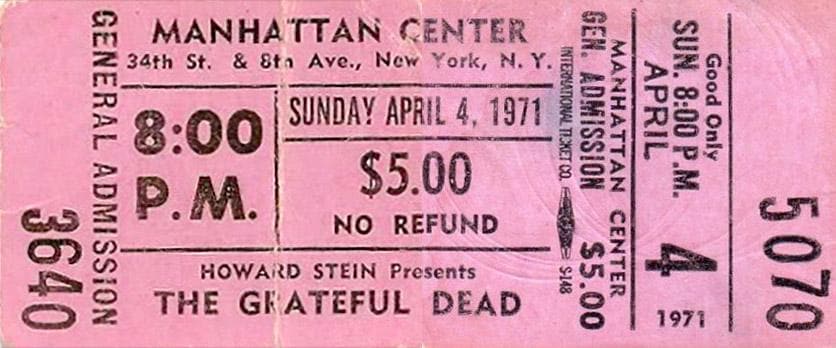 3640
GENERAL ADMISSION
MANHATTAN CENTER
34th St. & 8th Ave., New York, N. Y.
8:00
P.M.
SUNDAY APRIL 4, 1971
$5.00
NO REFUND
HOWARD STEIN Presents
THE GRATEFUL DEAD
INTERNATIONAL TICKET CO. S-148
GEN. ADMISSION $5.00
MANHATTAN CENTER
Good Only
SUN. 8:00 P.M.
APRIL
4
1971
5070